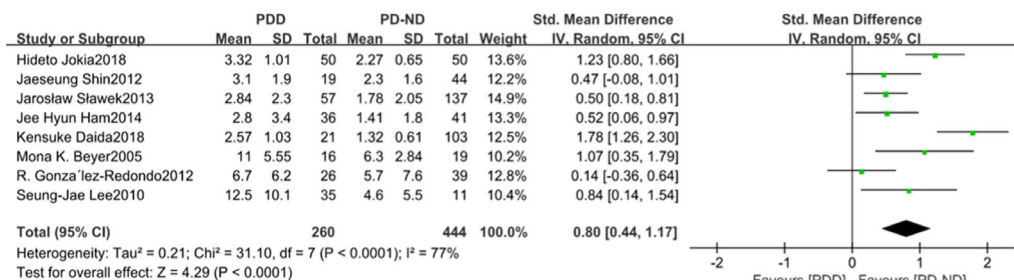 PDD PD-ND Std. Mean Difference Std. Mean Difference
Study or Subgroup Mean SD Total Mean SD Total Weight IV, Random, 95% CI IV, Random, 95% CI
Hideto Jokia2018 3.32 1.01 50 2.27 0.65 50 13.6% 1.23 [0.80, 1.66]
Jaeseung Shin2012 3.1 1.9 19 2.3 1.6 44 12.2% 0.47 [-0.08, 1.01]
Jarosław Sławek2013 2.84 2.3 57 1.78 2.05 137 14.9% 0.50 [0.18, 0.81]
Jee Hyun Ham2014 2.8 3.4 36 1.41 1.8 41 13.3% 0.52 [0.06, 0.97]
Kensuke Daida2018 2.57 1.03 21 1.32 0.61 103 12.5% 1.78 [1.26, 2.30]
Mona K. Beyer2005 11 5.55 16 6.3 2.84 19 10.2% 1.07 [0.35, 1.79]
R. Gonza´lez-Redondo2012 6.7 6.2 26 5.7 7.6 39 12.8% 0.14 [-0.36, 0.64]
Seung-Jae Lee2010 12.5 10.1 35 4.6 5.5 11 10.4% 0.84 [0.14, 1.54]
Total (95% CI) 260 444 100.0% 0.80 [0.44, 1.17]
Heterogeneity: Tau² = 0.21; Chi² = 31.10, df = 7 (P < 0.0001); I² = 77%
Test for overall effect: Z = 4.29 (P < 0.0001)
-2 -1 0 1 2
Favours [PDD] Favours [PD-ND]